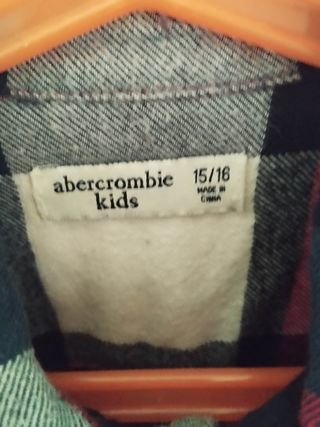 abercrombie
kids
15/16
MADE IN
CHINA